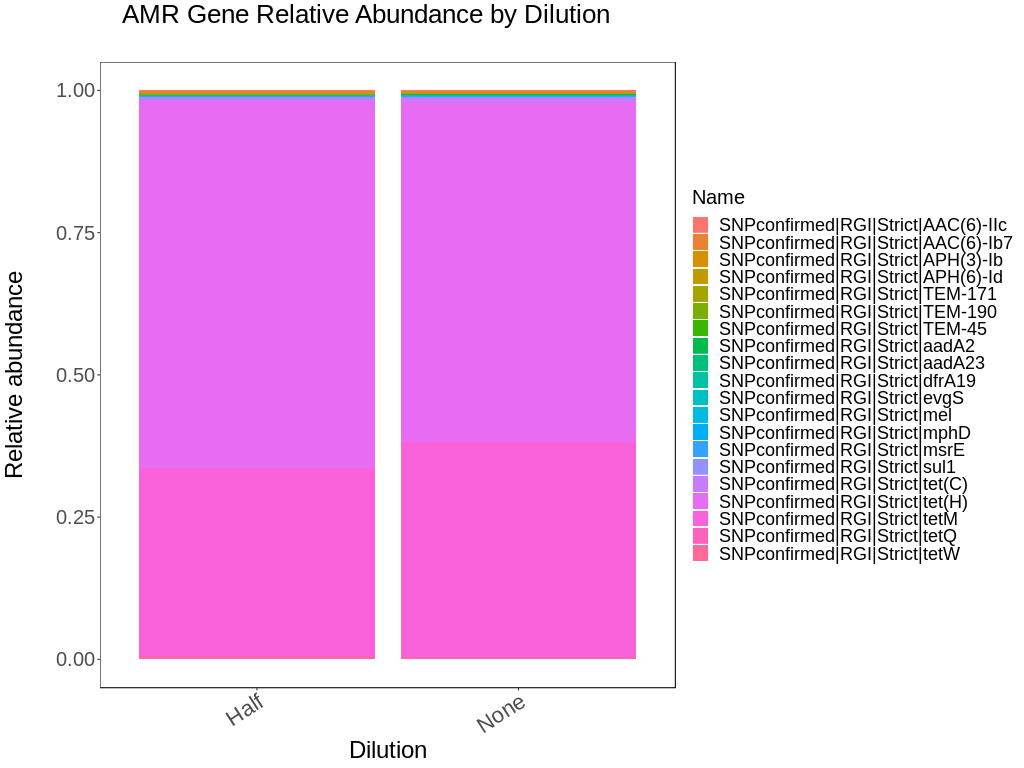 AMR Gene Relative Abundance by Dilution
1.00
0.75
0.50
0.25
0.00
Relative abundance
Half
None
Dilution
Name
SNPconfirmed|RGI|Strict|AAC(6)-IIc
SNPconfirmed|RGI|Strict|AAC(6)-Ib7
SNPconfirmed|RGI|Strict|APH(3)-Ib
SNPconfirmed|RGI|Strict|APH(6)-Id
SNPconfirmed|RGI|Strict|TEM-171
SNPconfirmed|RGI|Strict|TEM-190
SNPconfirmed|RGI|Strict|TEM-45
SNPconfirmed|RGI|Strict|aadA2
SNPconfirmed|RGI|Strict|aadA23
SNPconfirmed|RGI|Strict|dfrA19
SNPconfirmed|RGI|Strict|evgS
SNPconfirmed|RGI|Strict|mel
SNPconfirmed|RGI|Strict|mphD
SNPconfirmed|RGI|Strict|msrE
SNPconfirmed|RGI|Strict|sul1
SNPconfirmed|RGI|Strict|tet(C)
SNPconfirmed|RGI|Strict|tet(H)
SNPconfirmed|RGI|Strict|tetM
SNPconfirmed|RGI|Strict|tetQ
SNPconfirmed|RGI|Strict|tetW